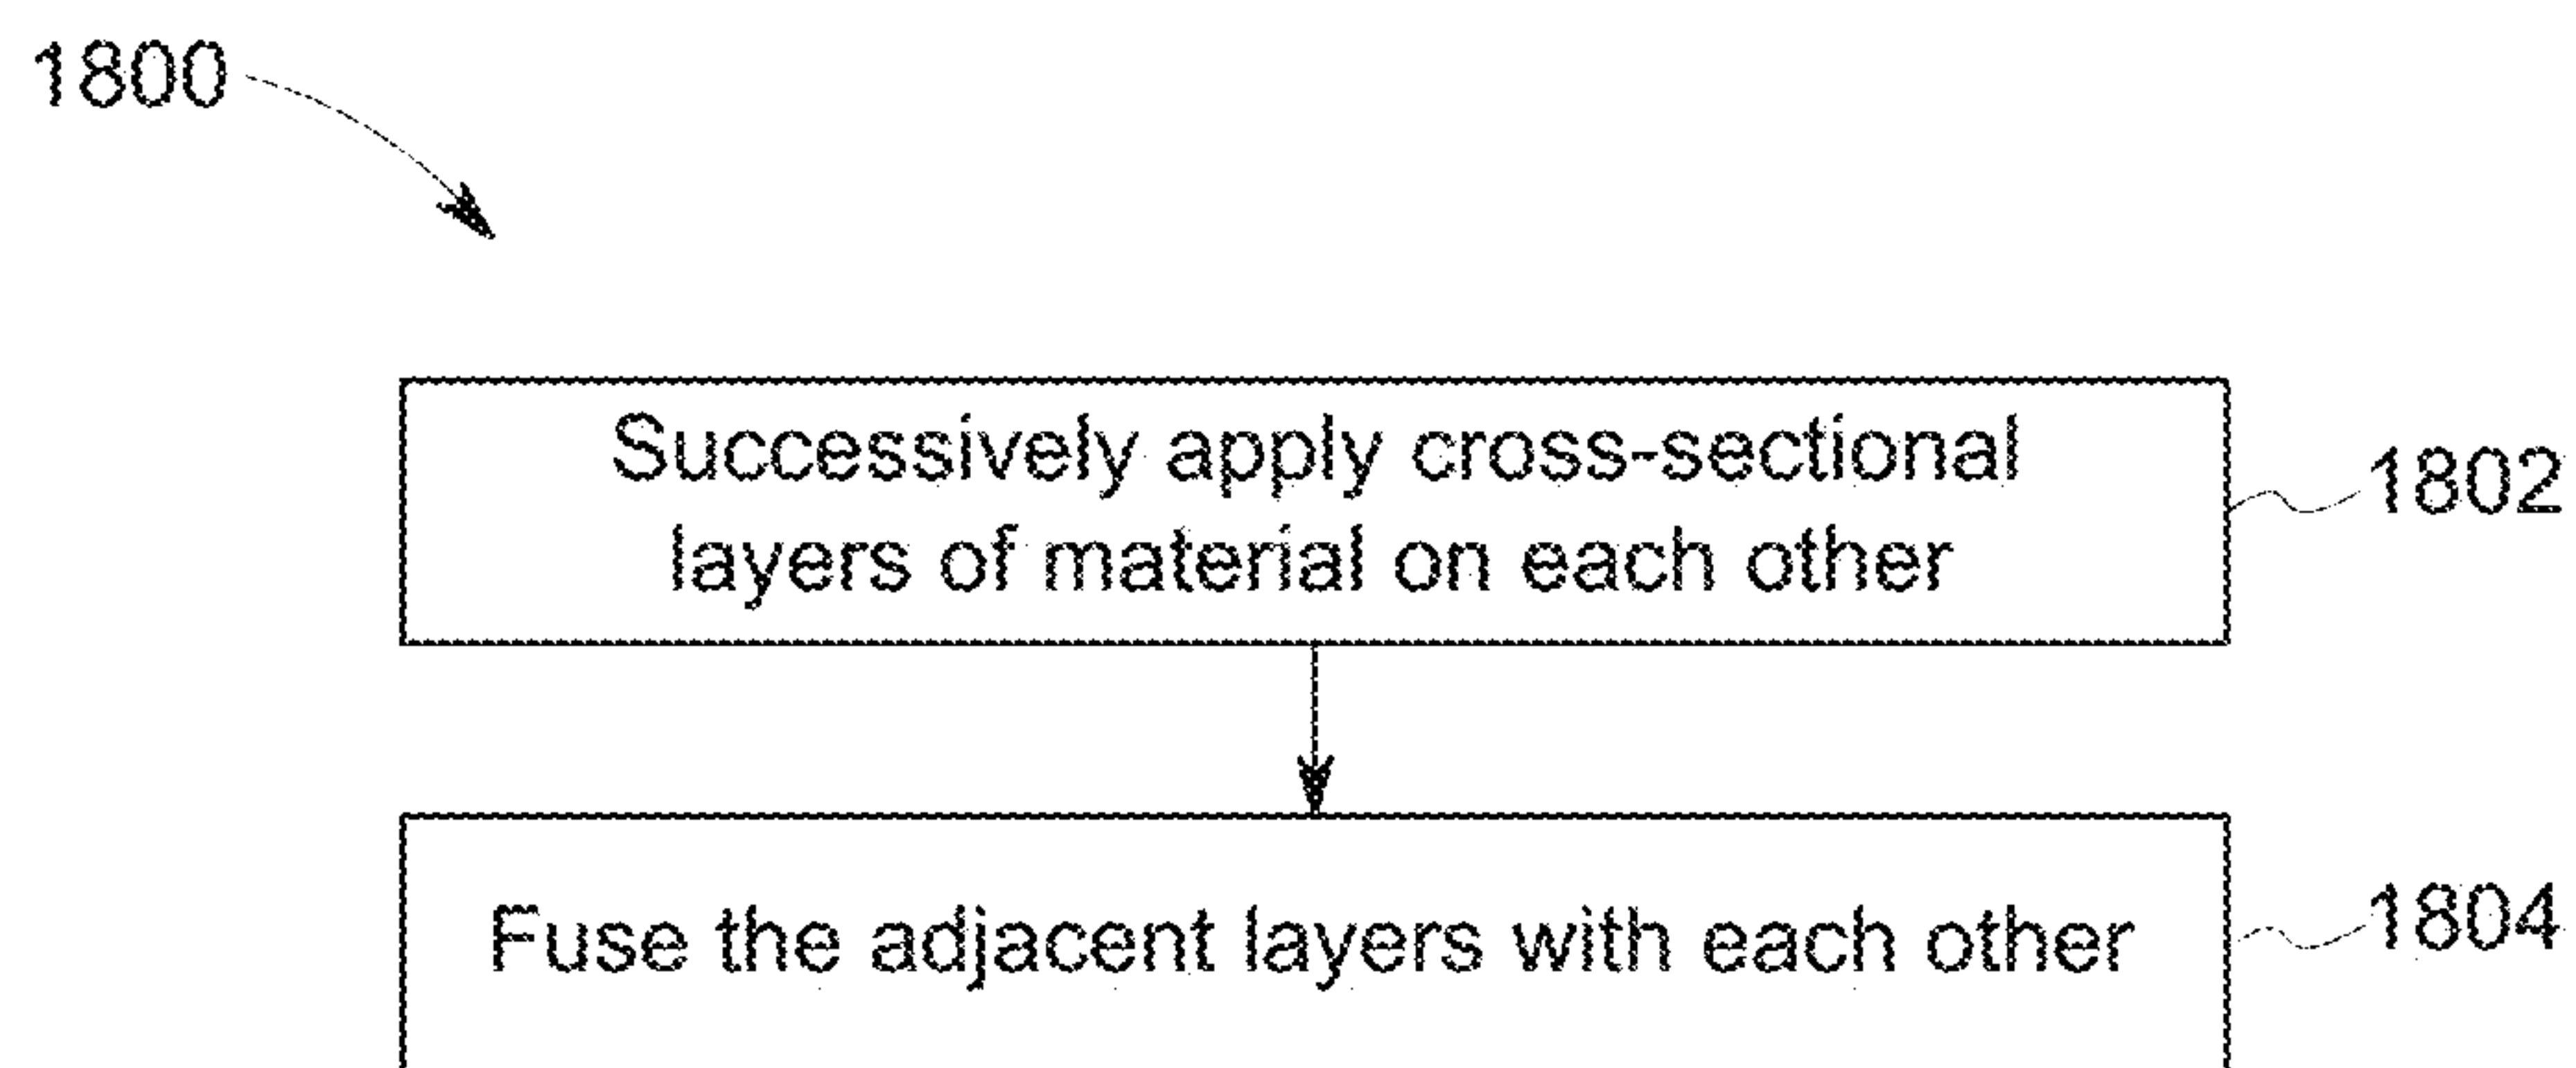 1800
Successively apply cross-sectional
layers of material on each other
1802
Fuse the adjacent layers with each other
1804